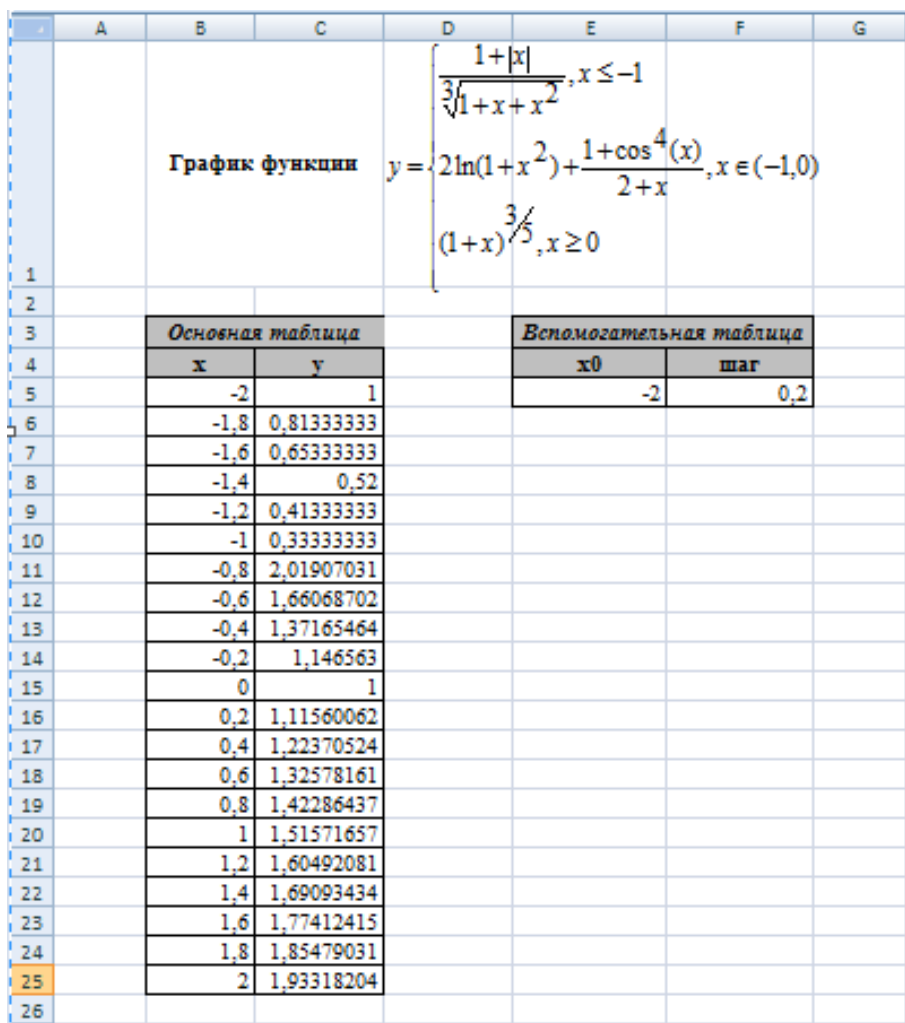 A B C D E F G
1+|x|
∛(1+x+x²) , x ≤ −1
График функции y = 2ln(1+x²) + (1+cos⁴(x))/(2+x) , x ∈ (−1,0)
(1+x)^(3/5) , x ≥ 0
1
2
3 Основная таблица Вспомогательная таблица
4 x y x0 шаг
5 -2 1 -2 0,2
6 -1,8 0,81333333
7 -1,6 0,65333333
8 -1,4 0,52
9 -1,2 0,41333333
10 -1 0,33333333
11 -0,8 2,01907031
12 -0,6 1,66068702
13 -0,4 1,37165464
14 -0,2 1,146563
15 0 1
16 0,2 1,11560062
17 0,4 1,22370524
18 0,6 1,32578161
19 0,8 1,42286437
20 1 1,51571657
21 1,2 1,60492081
22 1,4 1,69093434
23 1,6 1,77412415
24 1,8 1,85479031
25 2 1,93318204
26